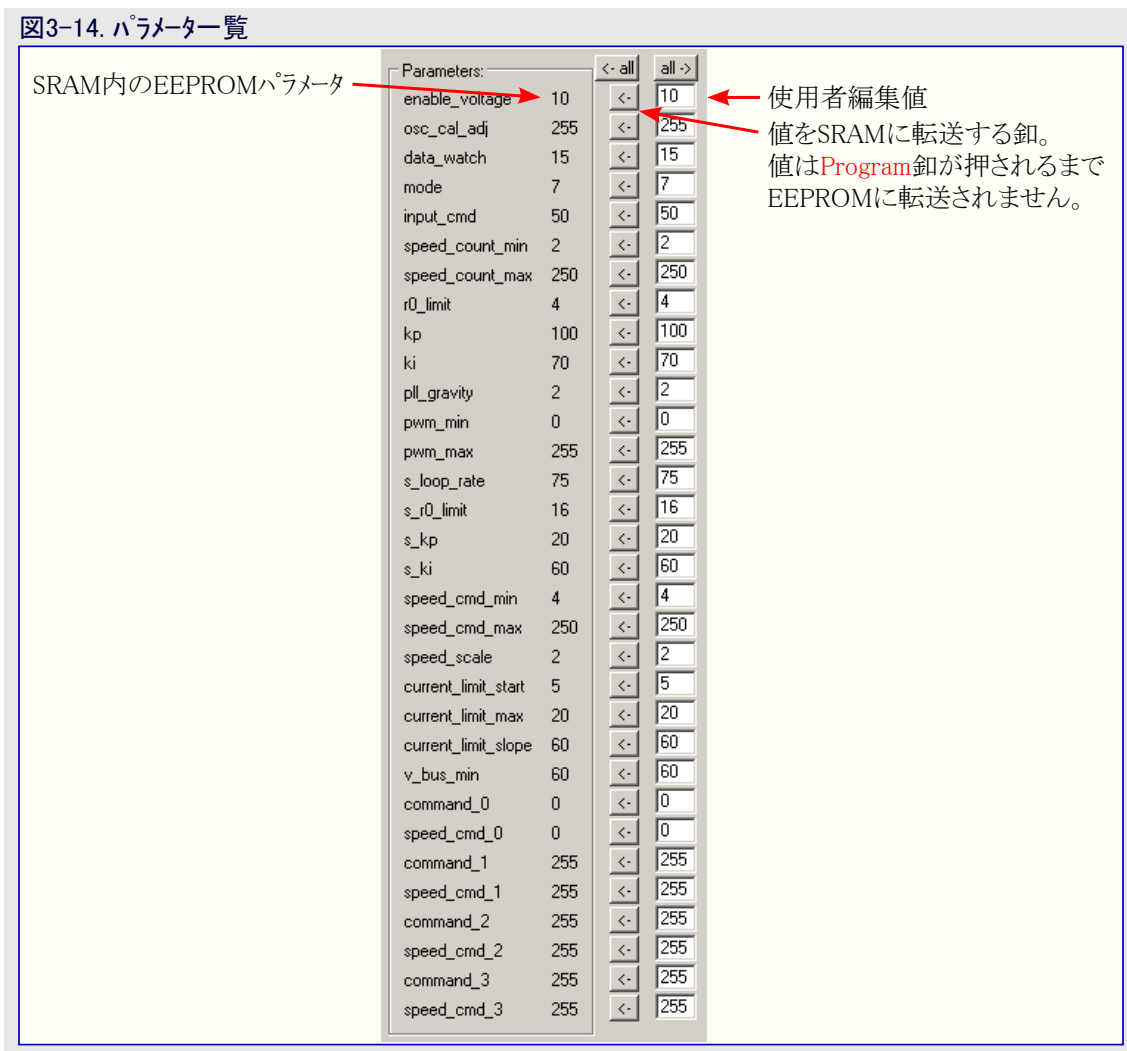 図3-14. パラメータ一覧
SRAM内のEEPROMパラメータ
Parameters: <- all all ->
enable_voltage 10 <- 10
osc_cal_adj 255 <- 255
data_watch 15 <- 15
mode 7 <- 7
input_cmd 50 <- 50
speed_count_min 2 <- 2
speed_count_max 250 <- 250
r0_limit 4 <- 4
kp 100 <- 100
ki 70 <- 70
pll_gravity 2 <- 2
pwm_min 0 <- 0
pwm_max 255 <- 255
s_loop_rate 75 <- 75
s_r0_limit 16 <- 16
s_kp 20 <- 20
s_ki 60 <- 60
speed_cmd_min 4 <- 4
speed_cmd_max 250 <- 250
speed_scale 2 <- 2
current_limit_start 5 <- 5
current_limit_max 20 <- 20
current_limit_slope 60 <- 60
v_bus_min 60 <- 60
command_0 0 <- 0
speed_cmd_0 0 <- 0
command_1 255 <- 255
speed_cmd_1 255 <- 255
command_2 255 <- 255
speed_cmd_2 255 <- 255
command_3 255 <- 255
speed_cmd_3 255 <- 255
使用者編集値
値をSRAMに転送する釦。
値はProgram釦が押されるまで
EEPROMに転送されません。